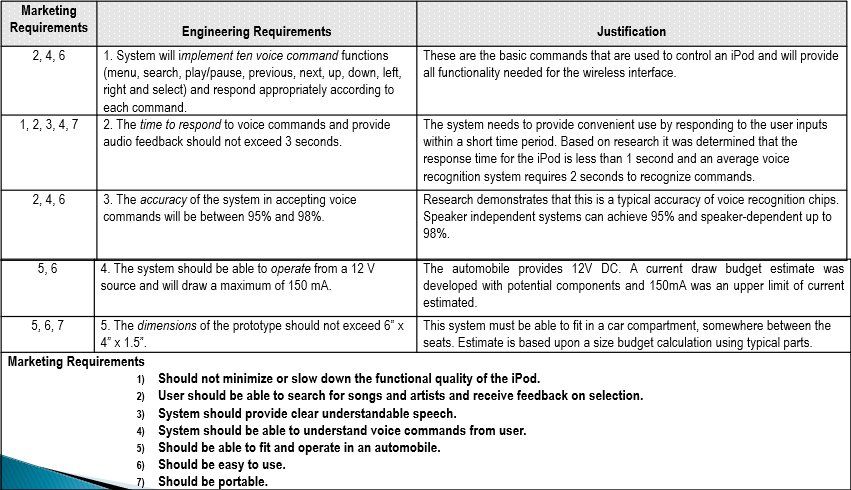 Marketing
Requirements
Engineering Requirements
Justification
2, 4, 6
1. System will implement ten voice command functions
(menu, search, play/pause, previous, next, up, down, left,
right and select) and respond appropriately according to
each command.
These are the basic commands that are used to control an iPod and will provide
all functionality needed for the wireless interface.
1, 2, 3, 4, 7
2. The time to respond to voice commands and provide
audio feedback should not exceed 3 seconds.
The system needs to provide convenient use by responding to the user inputs
within a short time period. Based on research it was determined that the
response time for the iPod is less than 1 second and an average voice
recognition system requires 2 seconds to recognize commands.
2, 4, 6
3. The accuracy of the system in accepting voice
commands will be between 95% and 98%.
Research demonstrates that this is a typical accuracy of voice recognition chips.
Speaker independent systems can achieve 95% and speaker-dependent up to
98%.
5, 6
4. The system should be able to operate from a 12 V
source and will draw a maximum of 150 mA.
The automobile provides 12V DC. A current draw budget estimate was
developed with potential components and 150mA was an upper limit of current
estimated.
5, 6, 7
5. The dimensions of the prototype should not exceed 6” x
4” x 1.5”.
This system must be able to fit in a car compartment, somewhere between the
seats. Estimate is based upon a size budget calculation using typical parts.
Marketing Requirements
1) Should not minimize or slow down the functional quality of the iPod.
2) User should be able to search for songs and artists and receive feedback on selection.
3) System should provide clear understandable speech.
4) System should be able to understand voice commands from user.
5) Should be able to fit and operate in an automobile.
6) Should be easy to use.
7) Should be portable.